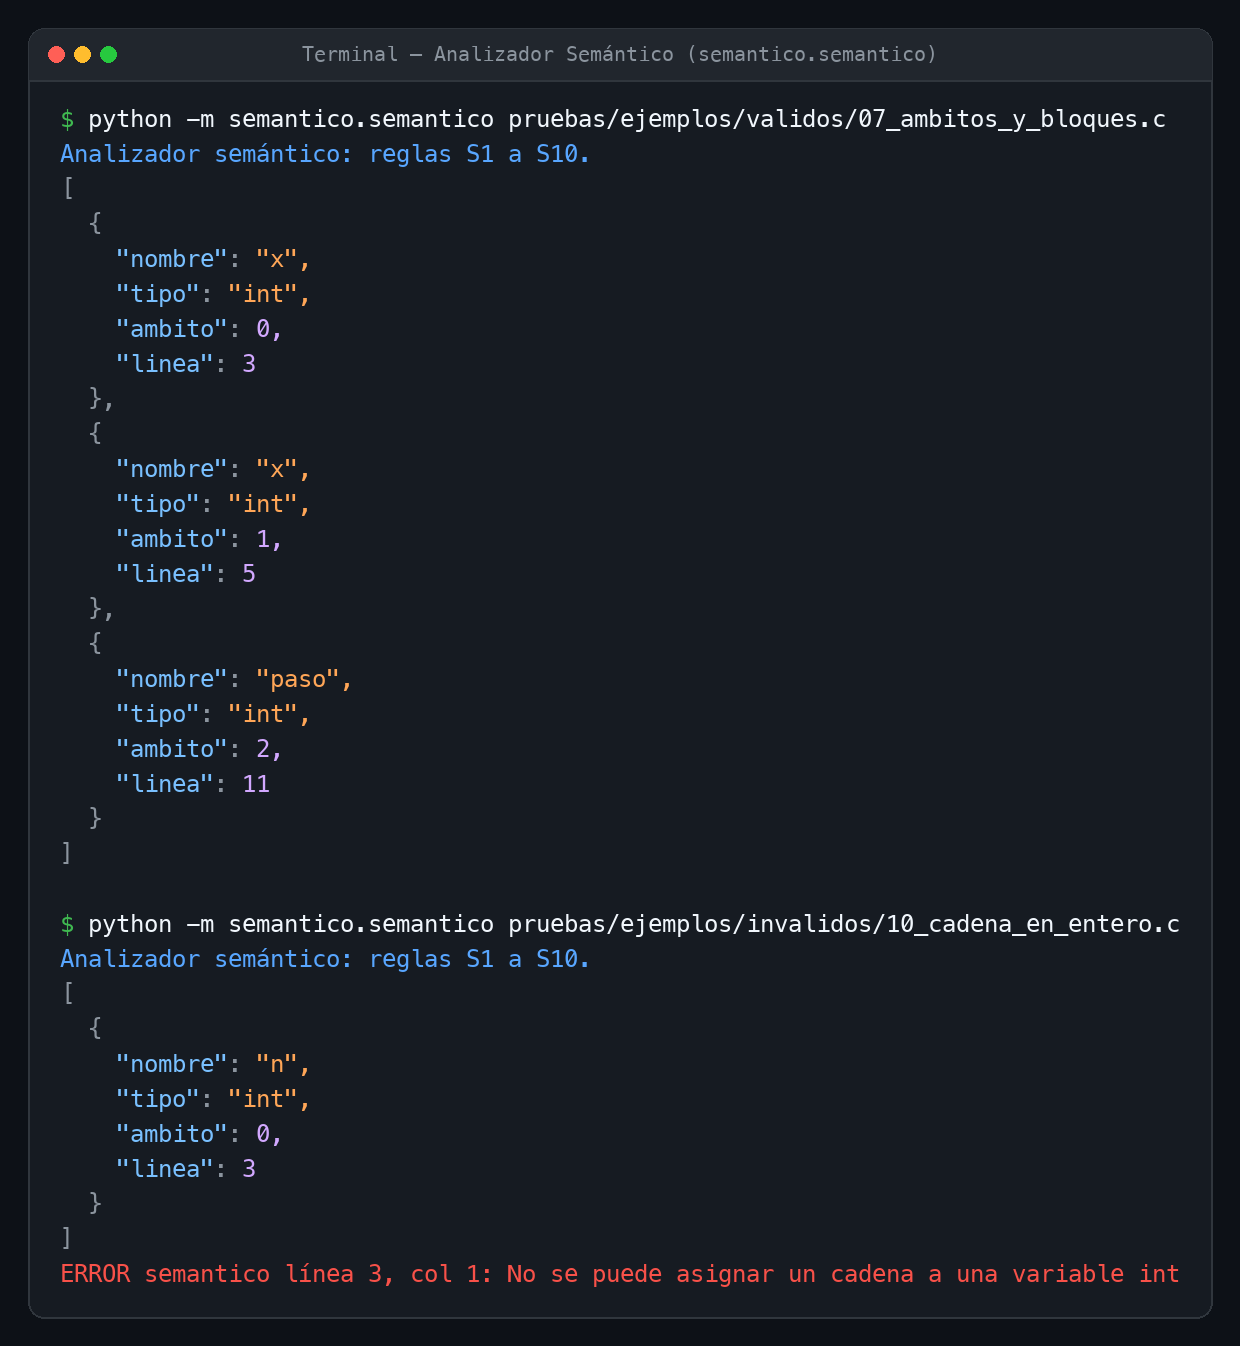 Terminal — Analizador Semántico (semantico.semantico)
$ python -m semantico.semantico pruebas/ejemplos/validos/07_ambitos_y_bloques.c
Analizador semántico: reglas S1 a S10.
[
  {
    "nombre": "x",
    "tipo": "int",
    "ambito": 0,
    "linea": 3
  },
  {
    "nombre": "x",
    "tipo": "int",
    "ambito": 1,
    "linea": 5
  },
  {
    "nombre": "paso",
    "tipo": "int",
    "ambito": 2,
    "linea": 11
  }
]
$ python -m semantico.semantico pruebas/ejemplos/invalidos/10_cadena_en_entero.c
Analizador semántico: reglas S1 a S10.
[
  {
    "nombre": "n",
    "tipo": "int",
    "ambito": 0,
    "linea": 3
  }
]
ERROR semantico línea 3, col 1: No se puede asignar un cadena a una variable int